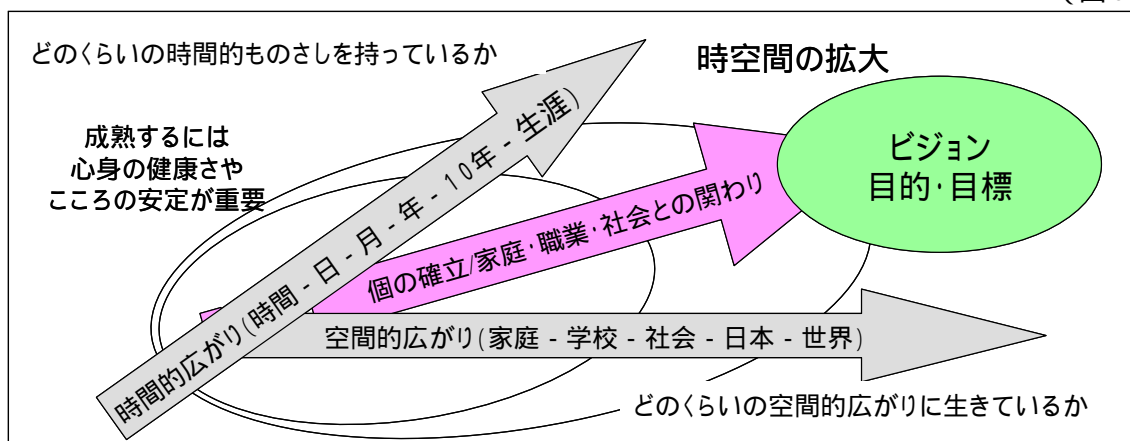 どのくらいの時間的ものさしを持っているか
時空間の拡大
成熟するには
心身の健康さや
こころの安定が重要
ビジョン
目的・目標
時間的広がり(時間 - 日 - 月 - 年 - 10年 - 生涯)
個の確立/家庭・職業・社会との関わり
空間的広がり(家庭 - 学校 - 社会 - 日本 - 世界)
どのくらいの空間的広がりに生きているか